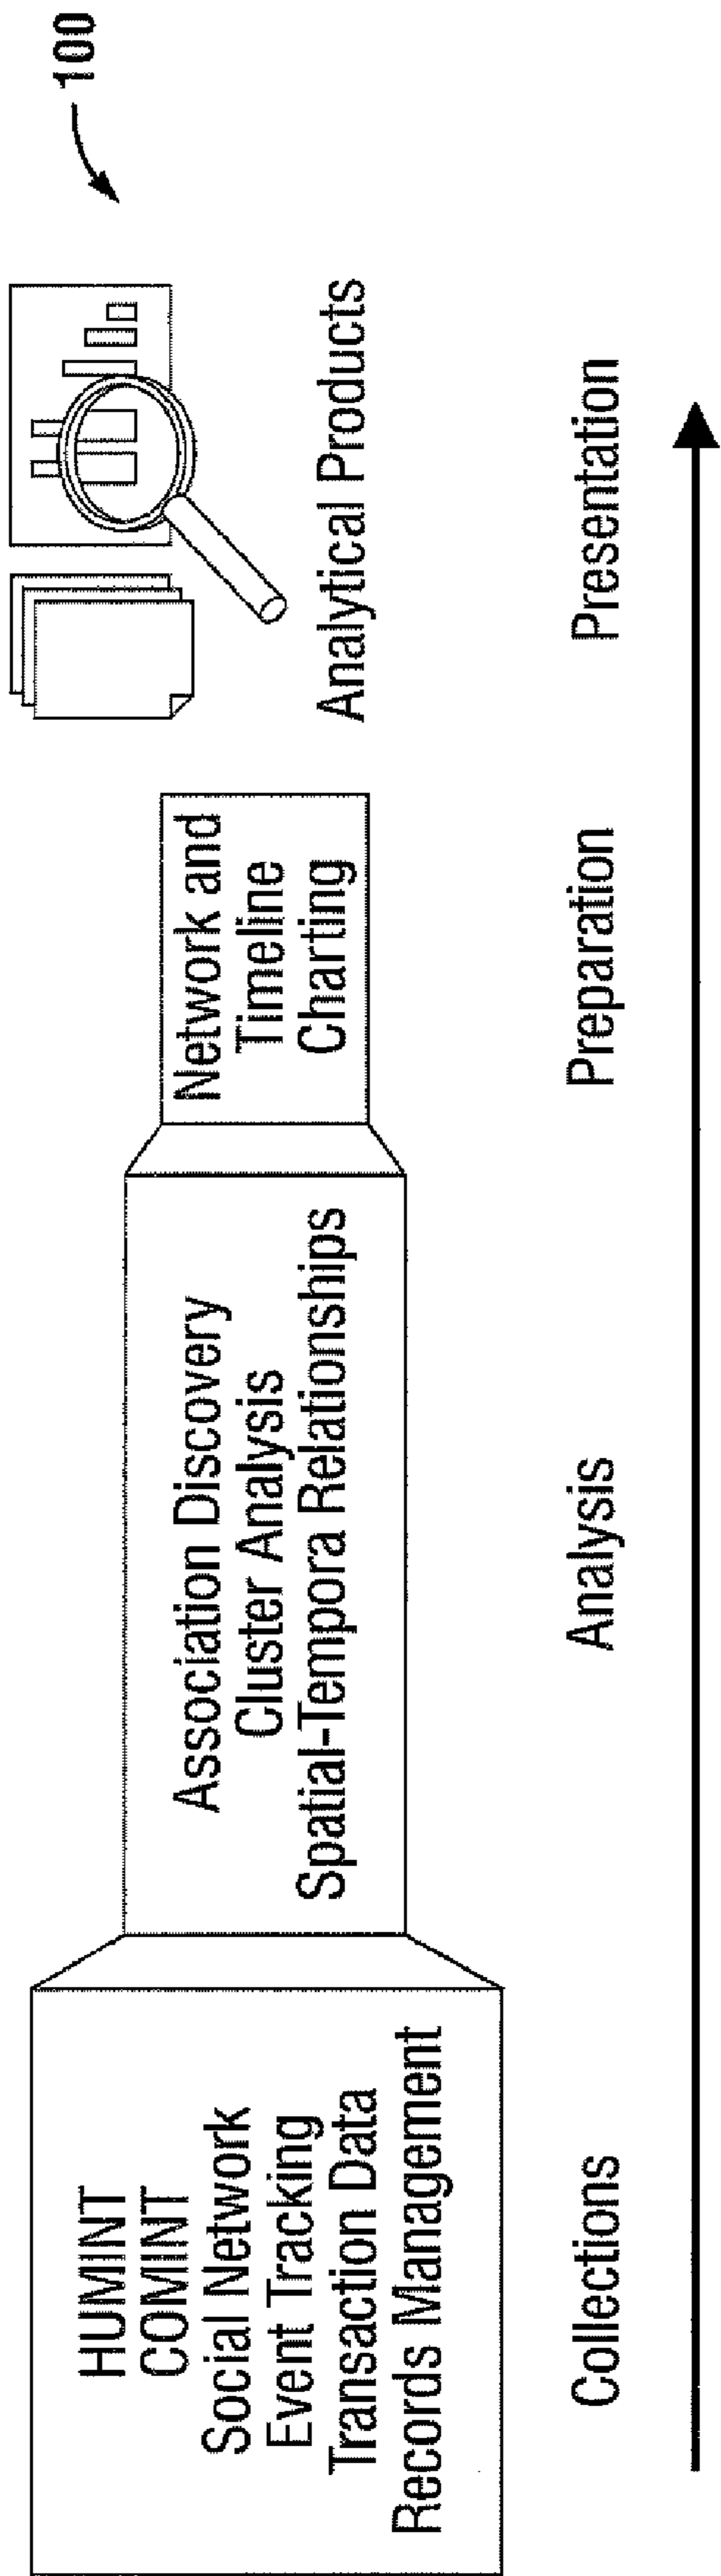 100
HUMINT
COMINT
Social Network
Event Tracking
Transaction Data
Records Management
Association Discovery
Cluster Analysis
Spatial-Tempora Relationships
Network and
Timeline
Charting
Analytical Products
Collections
Analysis
Preparation
Presentation